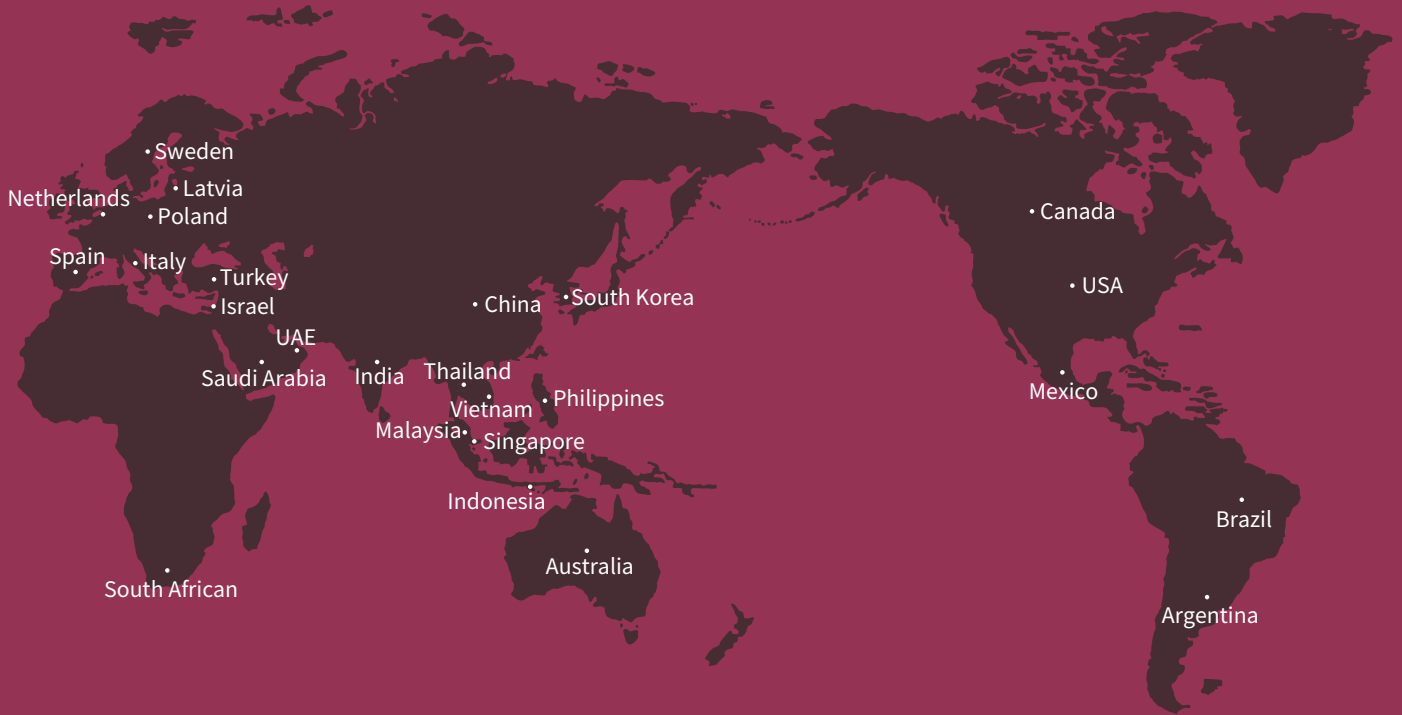 Sweden
Latvia
Netherlands
Poland
Canada
Spain
Italy
Turkey
USA
South Korea
China
Israel
UAE
Thailand
India
Saudi Arabia
Mexico
Philippines
Vietnam
Malaysia
Singapore
Indonesia
Brazil
Australia
South African
Argentina